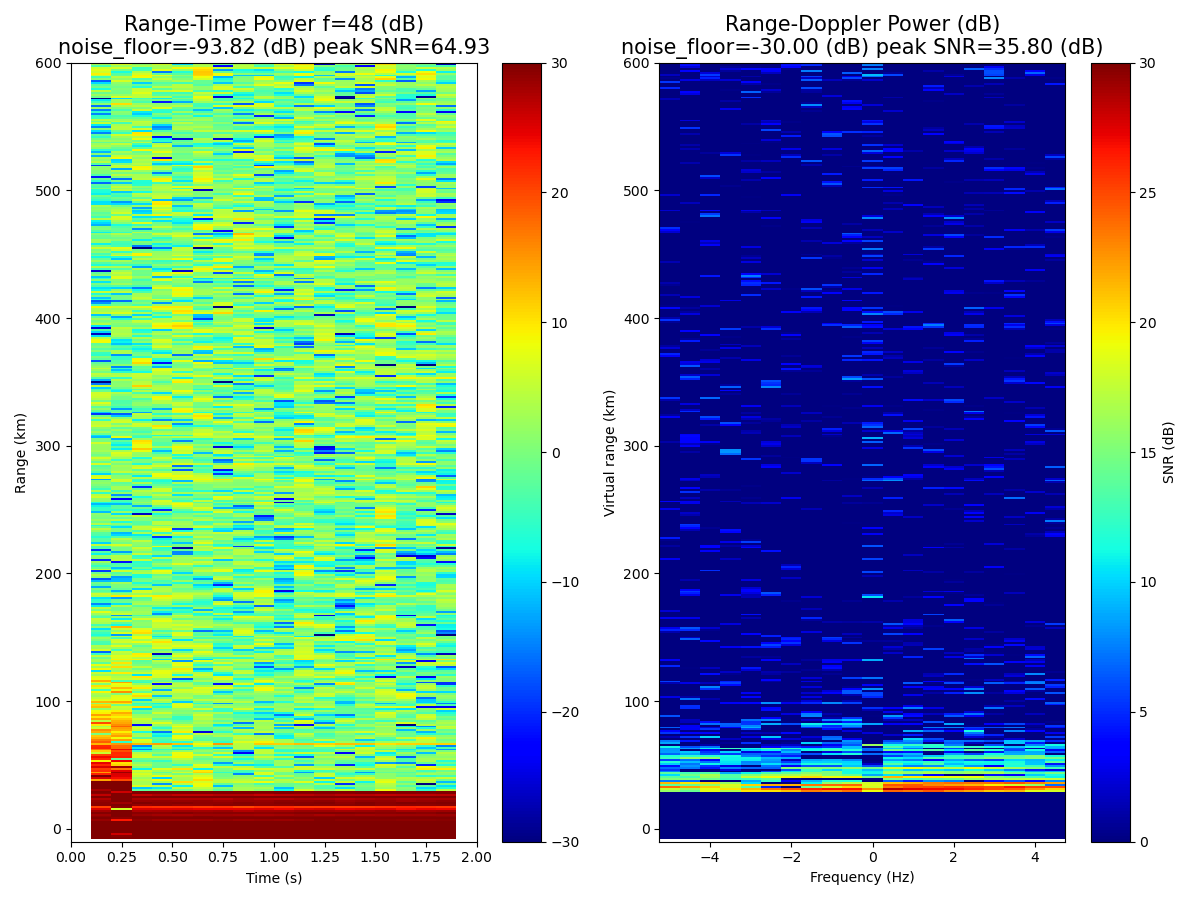 Range-Time Power f=48 (dB)
noise_floor=-93.82 (dB) peak SNR=64.93
Range (km)
600
500
400
300
200
100
0
0.00 0.25 0.50 0.75 1.00 1.25 1.50 1.75 2.00
Time (s)
30
20
10
0
−10
−20
−30
Range-Doppler Power (dB)
noise_floor=-30.00 (dB) peak SNR=35.80 (dB)
Virtual range (km)
600
500
400
300
200
100
0
−4 −2 0 2 4
Frequency (Hz)
30
25
20
15
10
5
0
SNR (dB)